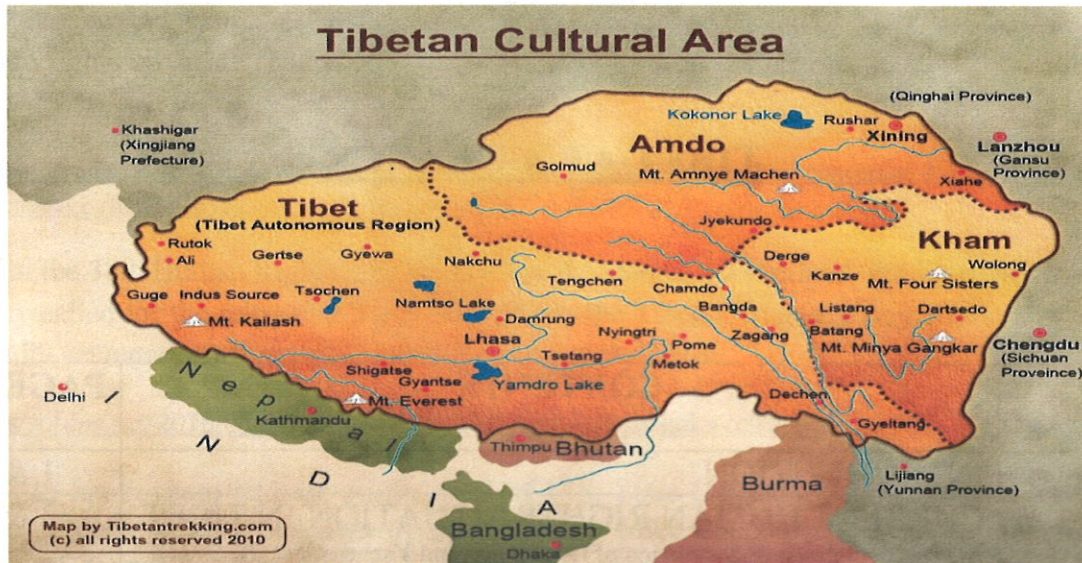 Tibetan Cultural Area
Khashigar
(Xingjiang
Prefecture)
Kokonor Lake
(Qinghai Province)
Rushar
Xining
Lanzhou
(Gansu
Province)
Amdo
Golmud
Mt. Amnye Machen
Xiahe
Tibet
(Tibet Autonomous Region)
Jyekundo
Kham
Rutok
Ali
Gertse
Gyewa
Nakchu
Tengchen
Derge
Kanze
Wolong
Mt. Four Sisters
Chamdo
Guge
Indus Source
Tsochen
Namtso Lake
Damrung
Bangda
Listang
Dartsedo
Mt. Kailash
Nyingtri
Pome
Zagang
Batang
Mt. Minya Gangkar
Chengdu
(Sichuan
Proveince)
Lhasa
Tsetang
Metok
Shigatse
Gyantse
Yamdro Lake
Mt. Everest
Dechen
Gyeltang
Delhi
Nepal
Kathmandu
Thimpu
Bhutan
INDIA
Burma
Lijiang
(Yunnan Province)
Bangladesh
Dhaka
Map by Tibetantrekking.com
(c) all rights reserved 2010